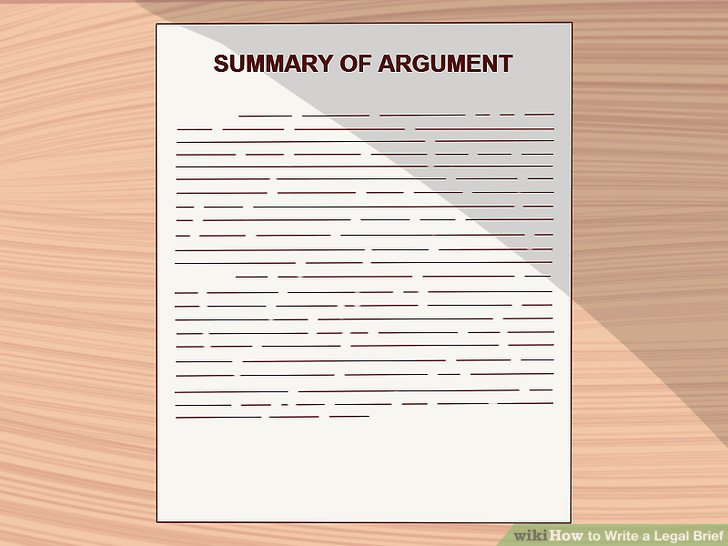 SUMMARY OF ARGUMENT
wikiHow to Write a Legal Brief